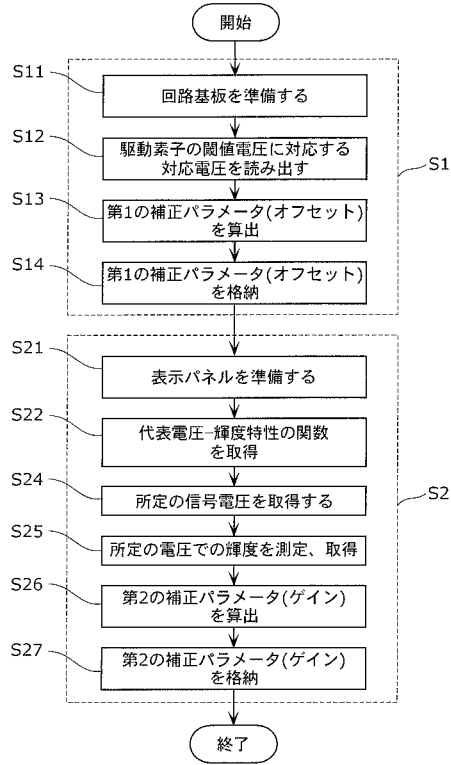 開始
S11
回路基板を準備する
S12
駆動素子の閾値電圧に対応する
対応電圧を読み出す
S1
S13
第1の補正パラメータ(オフセット)
を算出
S14
第1の補正パラメータ(オフセット)
を格納
S21
表示パネルを準備する
S22
代表電圧−輝度特性の関数
を取得
S24
所定の信号電圧を取得する
S2
S25
所定の電圧での輝度を測定、取得
S26
第2の補正パラメータ(ゲイン)
を算出
S27
第2の補正パラメータ(ゲイン)
を格納
終了